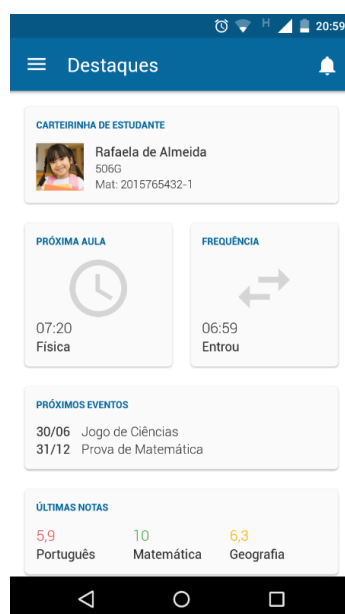 H 20:59
Destaques
CARTEIRINHA DE ESTUDANTE
Rafaela de Almeida
506G
Mat: 2015765432-1
PRÓXIMA AULA
07:20
Física
FREQUÊNCIA
06:59
Entrou
PRÓXIMOS EVENTOS
30/06 Jogo de Ciências
31/12 Prova de Matemática
ÚLTIMAS NOTAS
5,9 10 6,3
Português Matemática Geografia